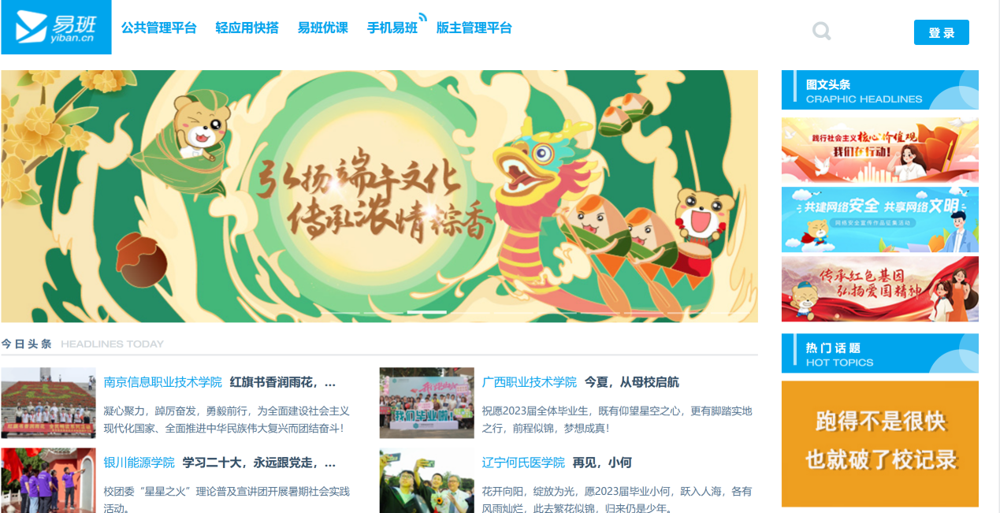 易班
yiban.cn
公共管理平台 轻应用快搭 易班优课 手机易班 版主管理平台
登 录
弘扬端午文化
传承浓情粽香
图文头条
CRAPHIC HEADLINES
践行社会主义核心价值观
我们在行动!
共建网络安全 共享网络文明
网络安全宣传作品征集活动
传承红色基因
弘扬爱国精神
今日头条 HEADLINES TODAY
南京信息职业技术学院 红旗书香润雨花，...
凝心聚力，踔厉奋发，勇毅前行，为全面建设社会主义
现代化国家、全面推进中华民族伟大复兴而团结奋斗！
我们毕业啦!
广西职业技术学院 今夏，从母校启航
祝愿2023届全体毕业生，既有仰望星空之心，更有脚踏实地
之行，前程似锦，梦想成真！
银川能源学院 学习二十大，永远跟党走，...
校团委“星星之火”理论普及宣讲团开展暑期社会实践
活动。
辽宁何氏医学院 再见，小何
花开向阳，绽放为光，愿2023届毕业小何，跃入人海，各有
风雨灿烂，此去繁花似锦，归来仍是少年。
热门话题
HOT TOPICS
跑得不是很快
也就破了校记录